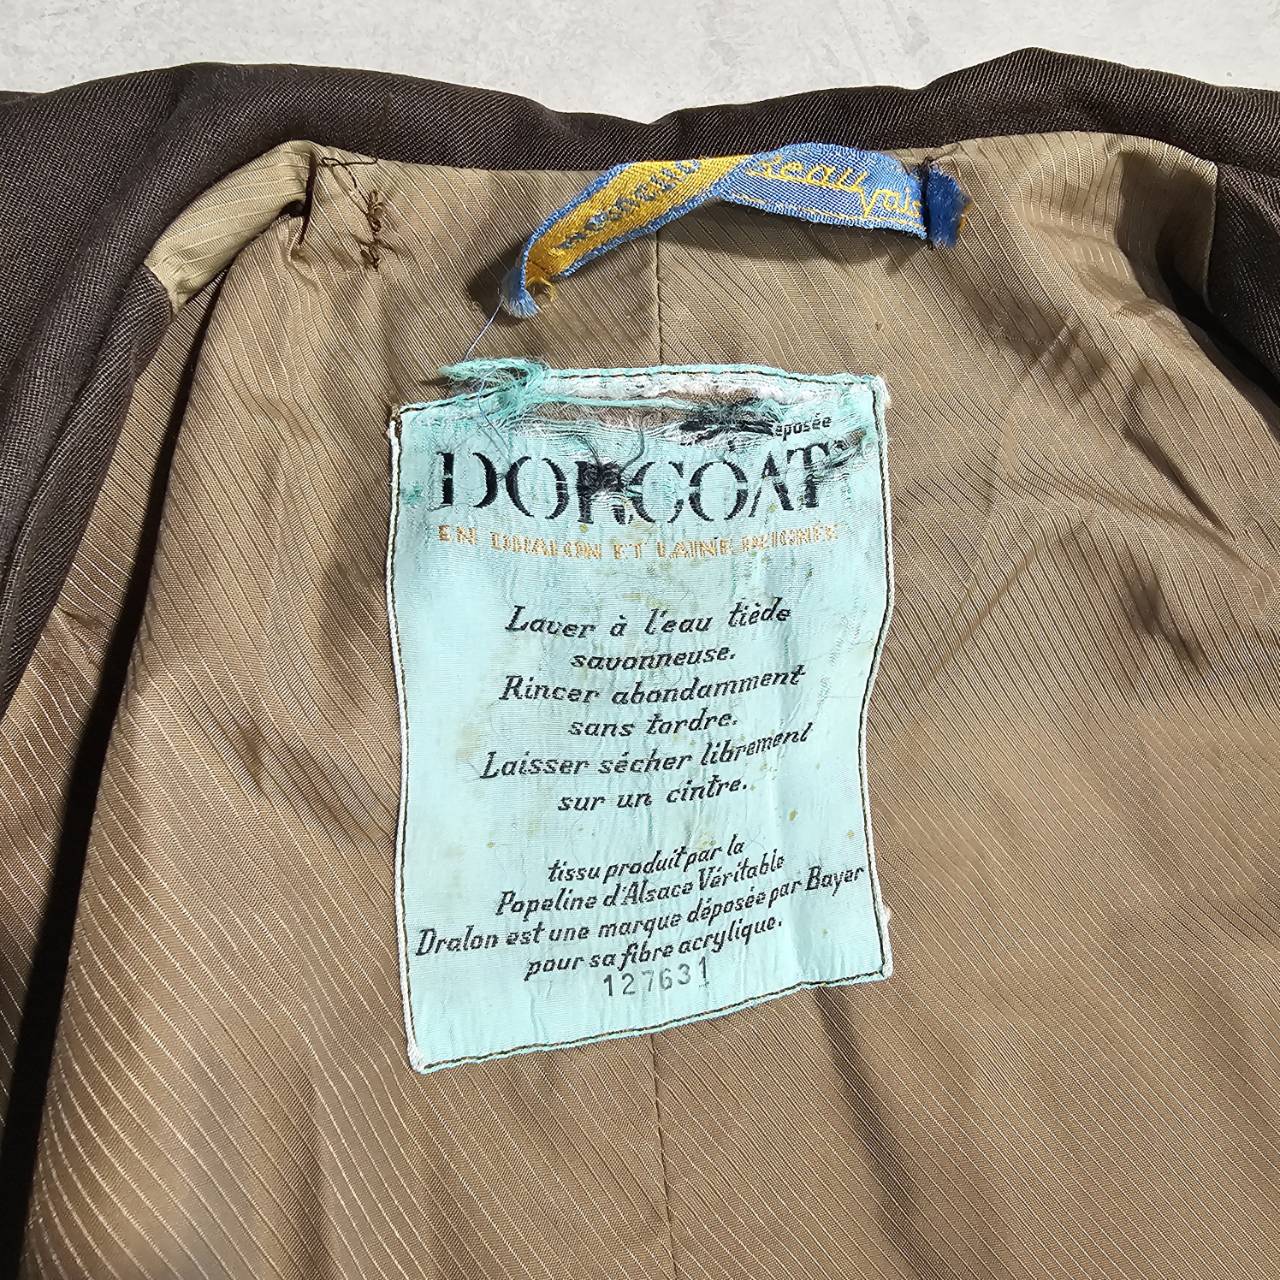 Beauvais
éposée
DORCOAT
EN DRALON ET LAINE PEIGNÉE
Laver à l'eau tiède
savonneuse.
Rincer abondamment
sans tordre.
Laisser sécher librement
sur un cintre.
tissu produit par la
Popeline d'Alsace Véritable
Dralon est une marque déposée par Bayer
pour sa fibre acrylique.
127631